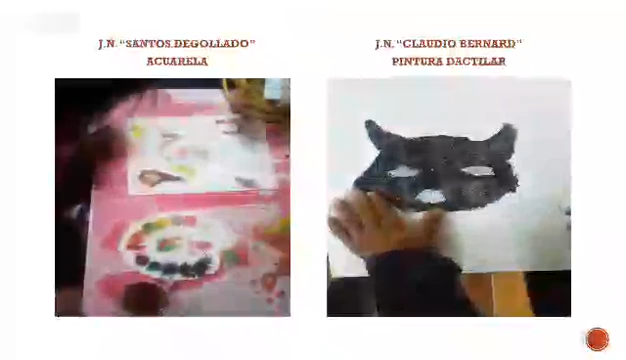 J.N. "SANTOS DEGOLLADO"
ACUARELA
J.N. "CLAUDIO BERNARD"
PINTURA DACTILAR